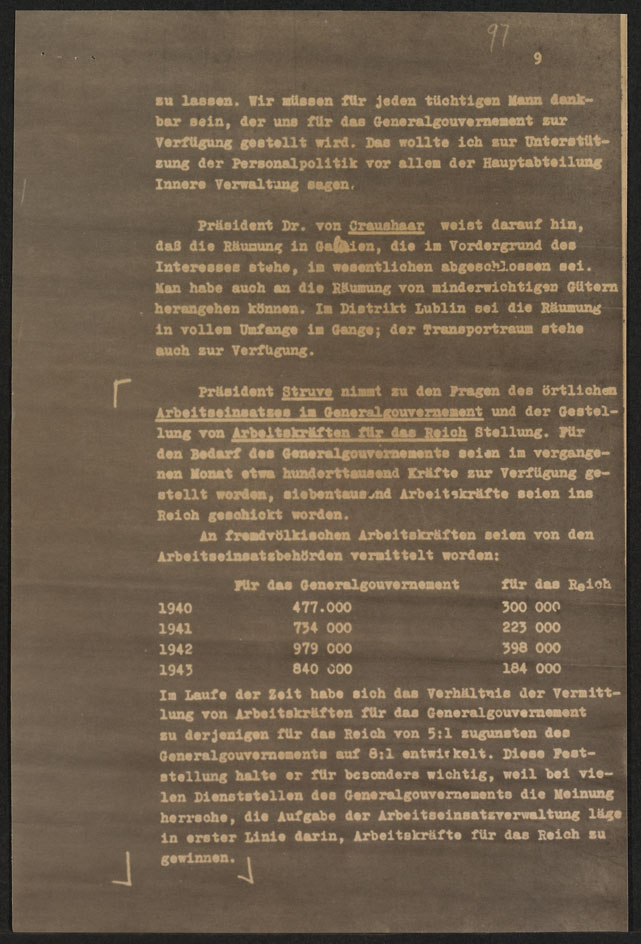 97
9
zu lassen. Wir müssen für jeden tüchtigen Mann dank-
bar sein, der uns für das Generalgouvernement zur
Verfügung gestellt wird. Das wollte ich zur Unterstüt-
zung der Personalpolitik vor allem der Hauptabteilung
Innere Verwaltung sagen.
Präsident Dr. von Craushaar weist darauf hin,
daß die Räumung in Galizien, die im Vordergrund des
Interesses stehe, im wesentlichen abgeschlossen sei.
Man habe auch an die Räumung von minderwichtigen Gütern
herangehen können. Im Distrikt Lublin sei die Räumung
in vollem Umfange im Gange; der Transportraum stehe
auch zur Verfügung.
Präsident Struve nimmt zu den Fragen des örtlichen
Arbeitseinsatzes im Generalgouvernement und der Gestel-
lung von Arbeitskräften für das Reich Stellung. Für
den Bedarf des Generalgouvernements seien im vergange-
nen Monat etwa hunderttausend Kräfte zur Verfügung ge-
stellt worden, siebentausend Arbeitskräfte seien ins
Reich geschickt worden.
An fremdvölkischen Arbeitskräften seien von den
Arbeitseinsatzbehörden vermittelt worden:
Für das Generalgouvernement für das Reich
1940 477.000 300 000
1941 734 000 223 000
1942 979 000 398 000
1943 840 000 184 000
Im Laufe der Zeit habe sich das Verhältnis der Vermitt-
lung von Arbeitskräften für das Generalgouvernement
zu derjenigen für das Reich von 5:1 zugunsten des
Generalgouvernements auf 8:1 entwickelt. Diese Fest-
stellung halte er für besonders wichtig, weil bei vie-
len Dienststellen des Generalgouvernements die Meinung
herrsche, die Aufgabe der Arbeitseinsatzverwaltung läge
in erster Linie darin, Arbeitskräfte für das Reich zu
gewinnen.